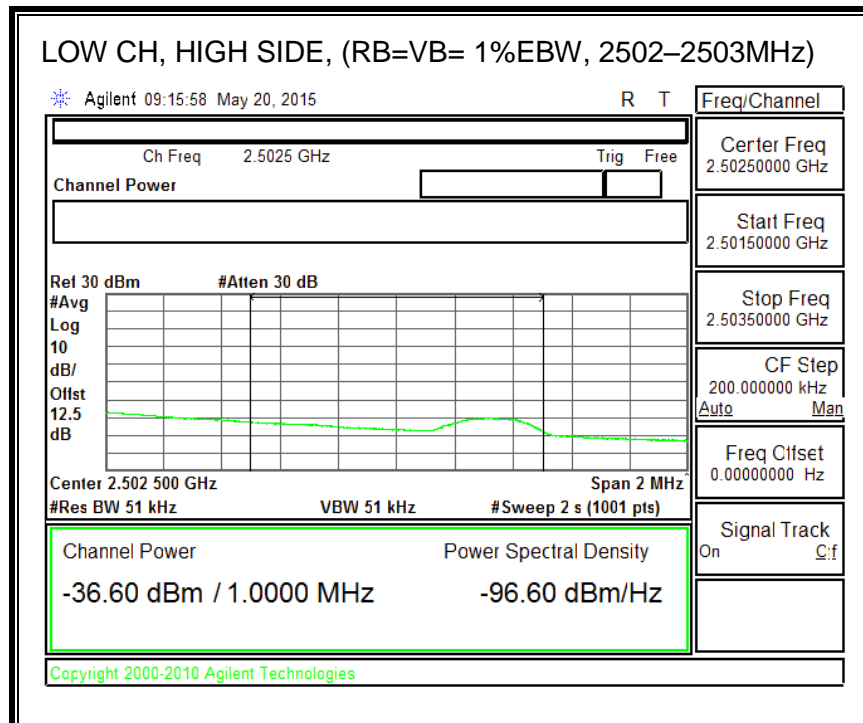 LOW CH, HIGH SIDE, (RB=VB= 1%EBW, 2502–2503MHz)
Agilent 09:15:58 May 20, 2015 R T
Freq/Channel
Ch Freq 2.5025 GHz Trig Free
Channel Power
Center Freq
2.50250000 GHz
Start Freq
2.50150000 GHz
Stop Freq
2.50350000 GHz
CF Step
200.000000 kHz
Auto Man
Freq Offset
0.00000000 Hz
Signal Track
On Off
Ref 30 dBm #Atten 30 dB
#Avg
Log
10
dB/
Offst
12.5
dB
Center 2.502 500 GHz Span 2 MHz
#Res BW 51 kHz VBW 51 kHz #Sweep 2 s (1001 pts)
Channel Power Power Spectral Density
-36.60 dBm / 1.0000 MHz -96.60 dBm/Hz
Copyright 2000-2010 Agilent Technologies